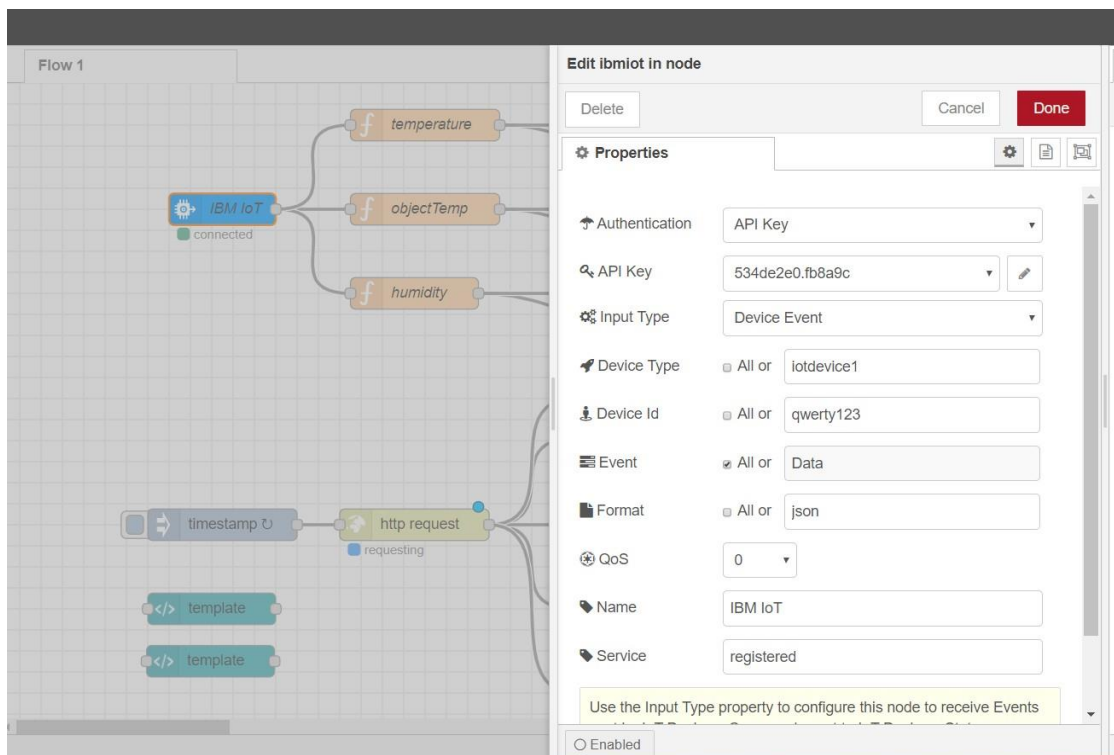 Flow 1
temperature
IBM IoT
connected
objectTemp
humidity
timestamp ↻
http request
requesting
</> template
</> template
Edit ibmiot in node
Delete
Cancel
Done
Properties
Authentication
API Key
API Key
534de2e0.fb8a9c
Input Type
Device Event
Device Type
All or
iotdevice1
Device Id
All or
qwerty123
Event
All or
Data
Format
All or
json
QoS
0
Name
IBM IoT
Service
registered
Use the Input Type property to configure this node to receive Events
Enabled